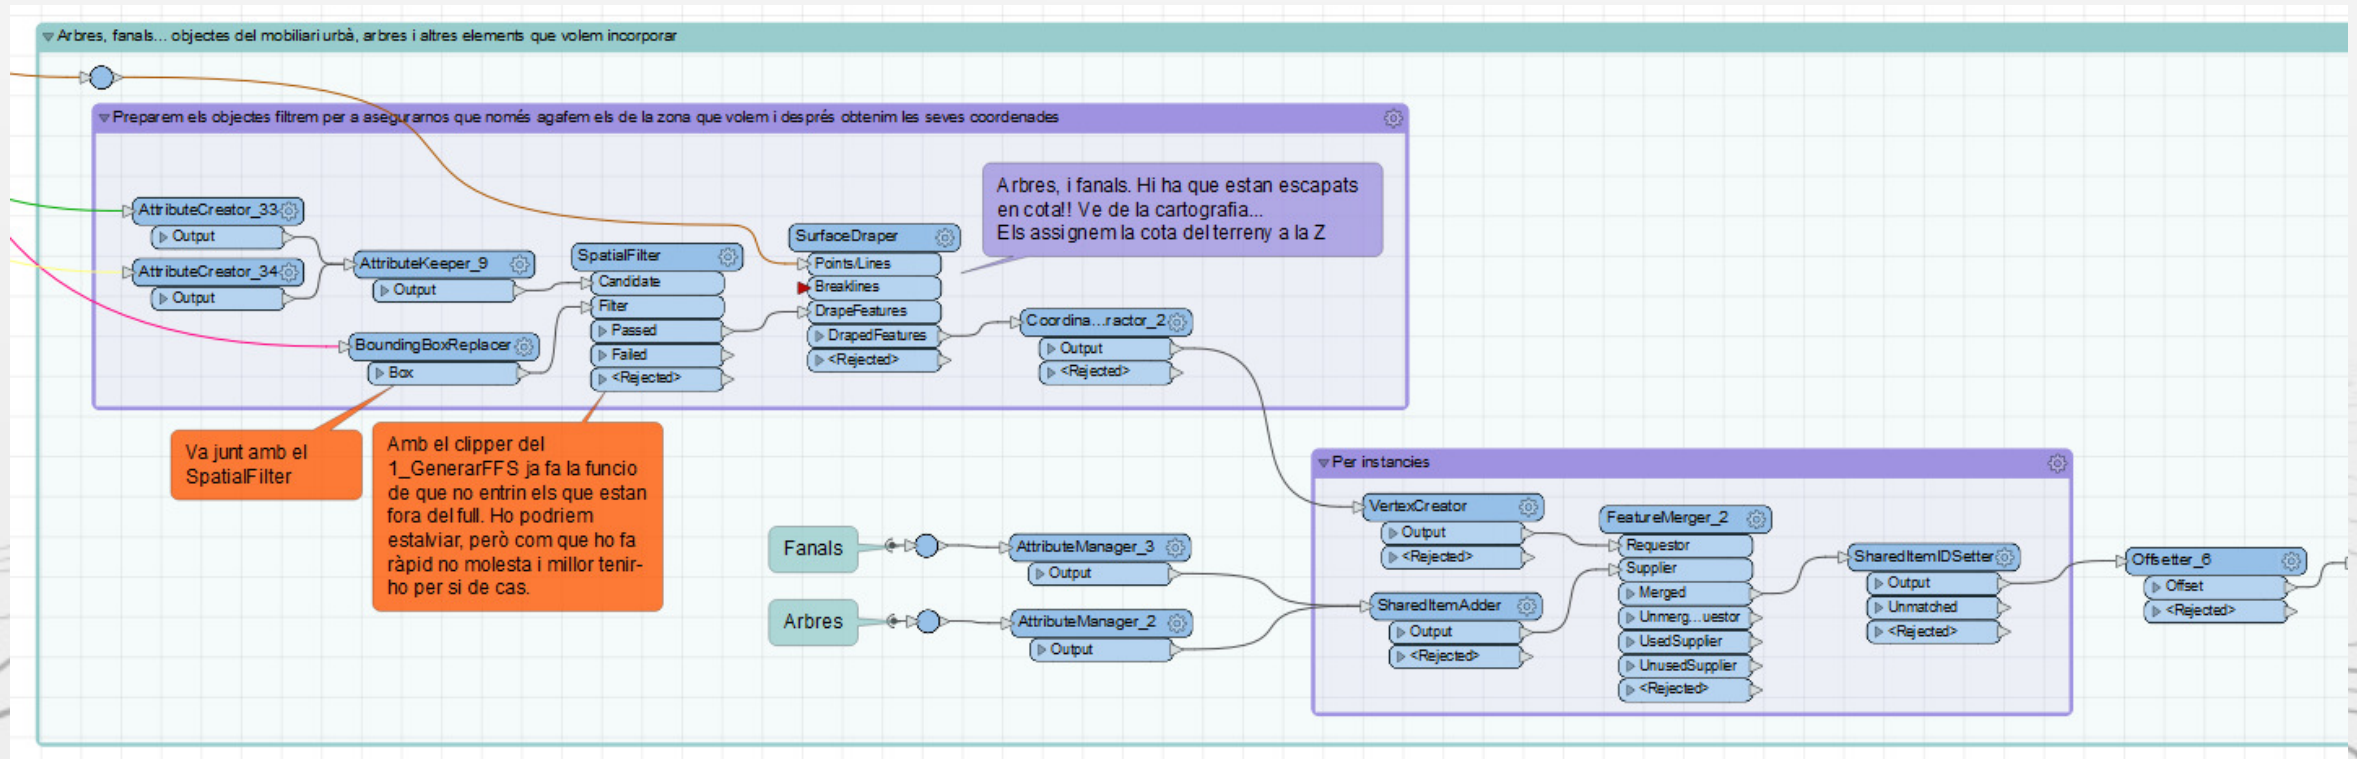 Arbres, fanals... objectes del mobiliari urbà, arbres i altres elements que volem incorporar
Preparem els objectes filtrem per a asegurarnos que només agafem els de la zona que volem i després obtenim les seves coordenades
Arbres, i fanals. Hi ha que estan escapats
en cota!! Ve de la cartografia...
Els assignem la cota del terreny a la Z
AttributeCreator_33
Output
AttributeCreator_34
Output
AttributeKeeper_9
Output
BoundingBoxReplacer
Box
SpatialFilter
Candidate
Filter
Passed
Failed
<Rejected>
SurfaceDraper
Points/Lines
Breaklines
DrapeFeatures
DrapedFeatures
<Rejected>
Coordina...ractor_2
Output
<Rejected>
Va junt amb el
SpatialFilter
Amb el clipper del
1_GenerarFFS ja fa la funcio
de que no entrin els que estan
fora del full. Ho podriem
estalviar, però com que ho fa
ràpid no molesta i millor tenir-
ho per si de cas.
Fanals
AttributeManager_3
Output
Arbres
AttributeManager_2
Output
Per instancies
VertexCreator
Output
<Rejected>
SharedItemAdder
Output
<Rejected>
FeatureMerger_2
Requestor
Supplier
Merged
Unmerg...uestor
UsedSupplier
UnusedSupplier
<Rejected>
SharedItemIDSetter
Output
Unmatched
<Rejected>
Offsetter_6
Offset
<Rejected>